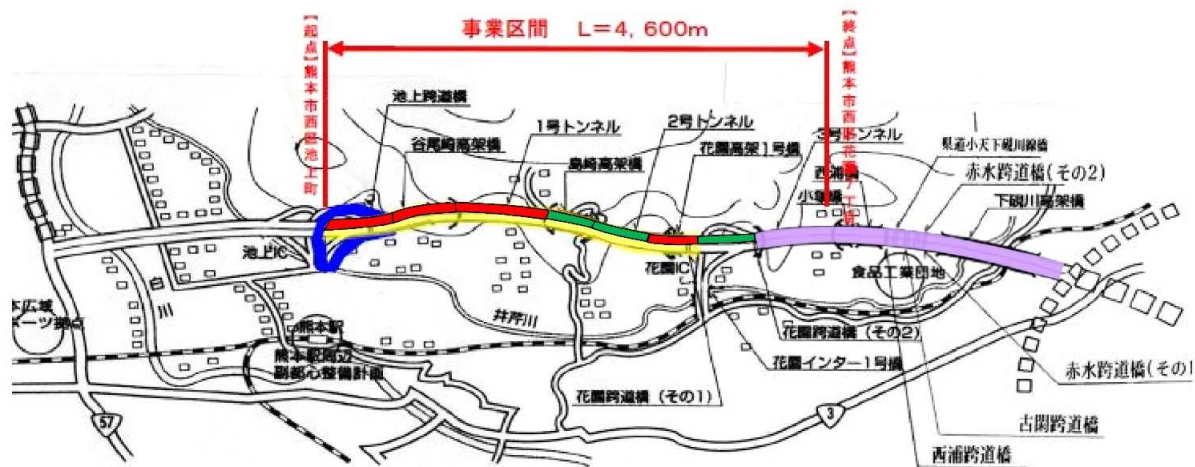 事業区間 L=4,600m
【起点】熊本市西区池上町
【終点】熊本市西区花園7丁目
池上跨道橋
谷尾崎高架橋
1号トンネル
島崎高架橋
2号トンネル
花園高架1号橋
3号トンネル
西浦橋
小塚橋
県道小天下硯川線橋
赤水跨道橋(その2)
下硯川高架橋
池上IC
花園IC
食品工業団地
白
川
井芹川
本広域
メーツ拠点
熊本駅
熊本駅周辺
副都心整備計画
花園跨道橋(その2)
花園インター1号橋
花園跨道橋(その1)
赤水跨道橋(その1
古閑跨道橋
西浦跨道橋
57
3